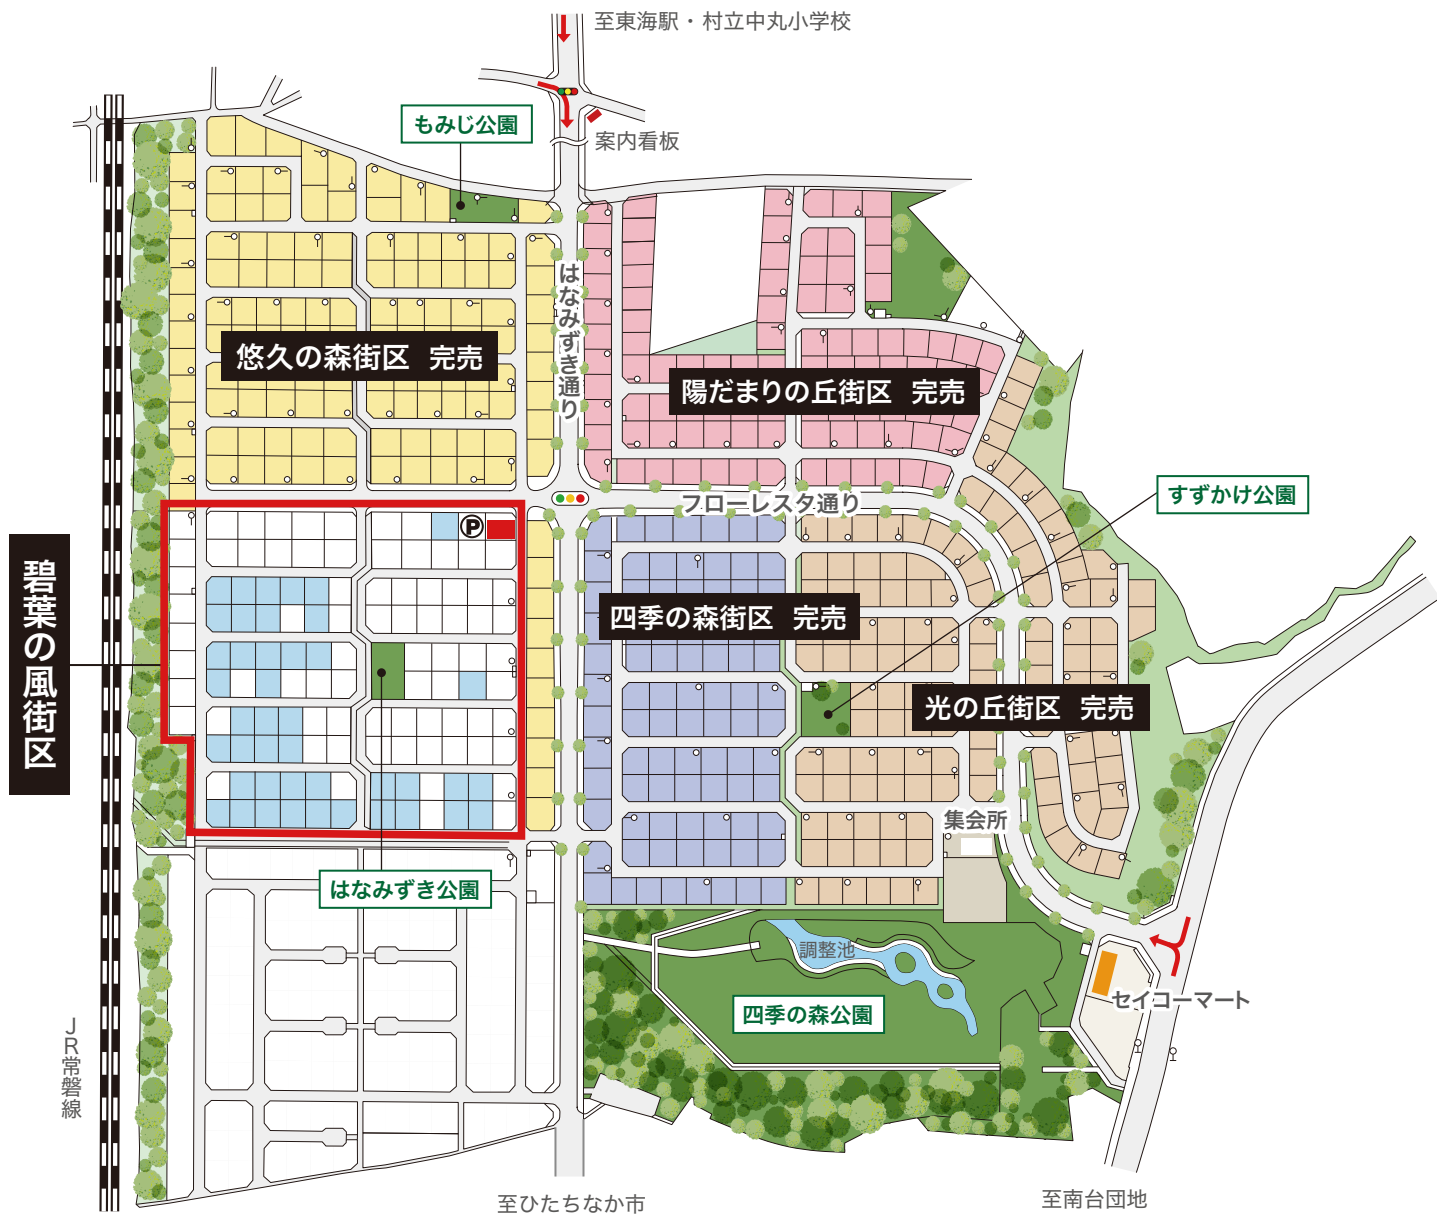 至東海駅・村立中丸小学校
もみじ公園
案内看板
はなみずき通り
悠久の森街区 完売
陽だまりの丘街区 完売
フローレスタ通り
すずかけ公園
P
碧葉の風街区
四季の森街区 完売
光の丘街区 完売
集会所
はなみずき公園
調整池
四季の森公園
セイコーマート
JR常磐線
至ひたちなか市
至南台団地